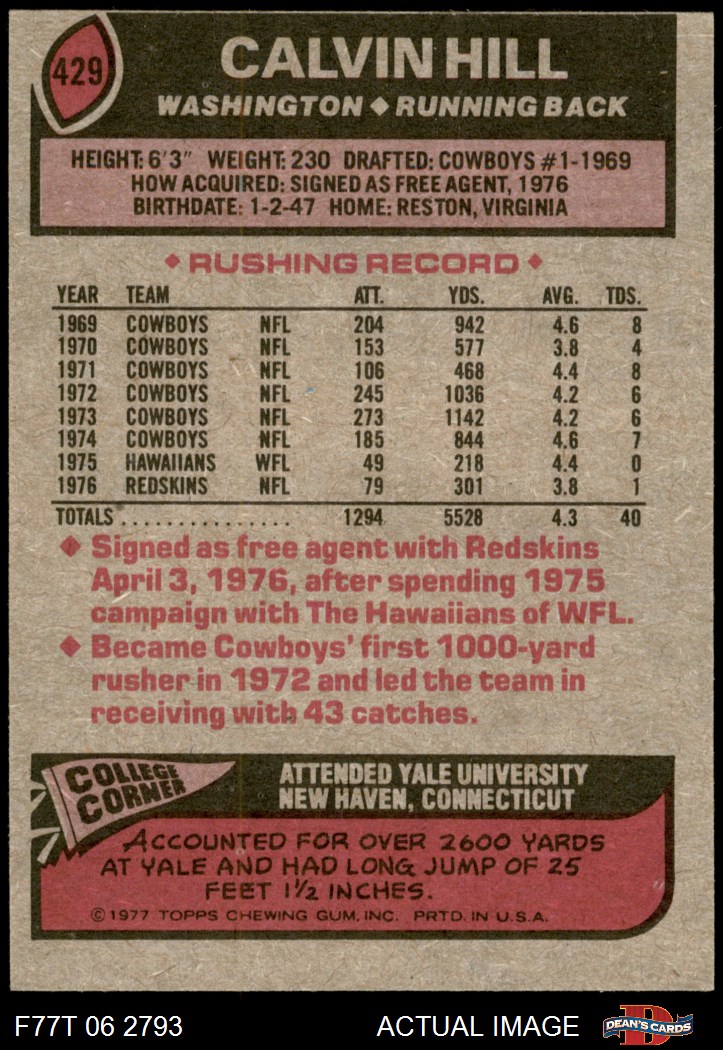 429
CALVIN HILL
WASHINGTON ◆ RUNNING BACK
HEIGHT: 6'3" WEIGHT: 230 DRAFTED: COWBOYS #1-1969
HOW ACQUIRED: SIGNED AS FREE AGENT, 1976
BIRTHDATE: 1-2-47 HOME: RESTON, VIRGINIA
◆ RUSHING RECORD ◆
YEAR TEAM ATT. YDS. AVG. TDS.
1969 COWBOYS NFL 204 942 4.6 8
1970 COWBOYS NFL 153 577 3.8 4
1971 COWBOYS NFL 106 468 4.4 8
1972 COWBOYS NFL 245 1036 4.2 6
1973 COWBOYS NFL 273 1142 4.2 6
1974 COWBOYS NFL 185 844 4.6 7
1975 HAWAIIANS WFL 49 218 4.4 0
1976 REDSKINS NFL 79 301 3.8 1
TOTALS ................ 1294 5528 4.3 40
◆ Signed as free agent with Redskins
April 3, 1976, after spending 1975
campaign with The Hawaiians of WFL.
◆ Became Cowboys' first 1000-yard
rusher in 1972 and led the team in
receiving with 43 catches.
COLLEGE
CORNER
ATTENDED YALE UNIVERSITY
NEW HAVEN, CONNECTICUT
ACCOUNTED FOR OVER 2600 YARDS
AT YALE AND HAD LONG JUMP OF 25
FEET 1½ INCHES.
©1977 TOPPS CHEWING GUM, INC. PRTD. IN U.S.A.
F77T 06 2793 ACTUAL IMAGE
D
DEAN'S CARDS